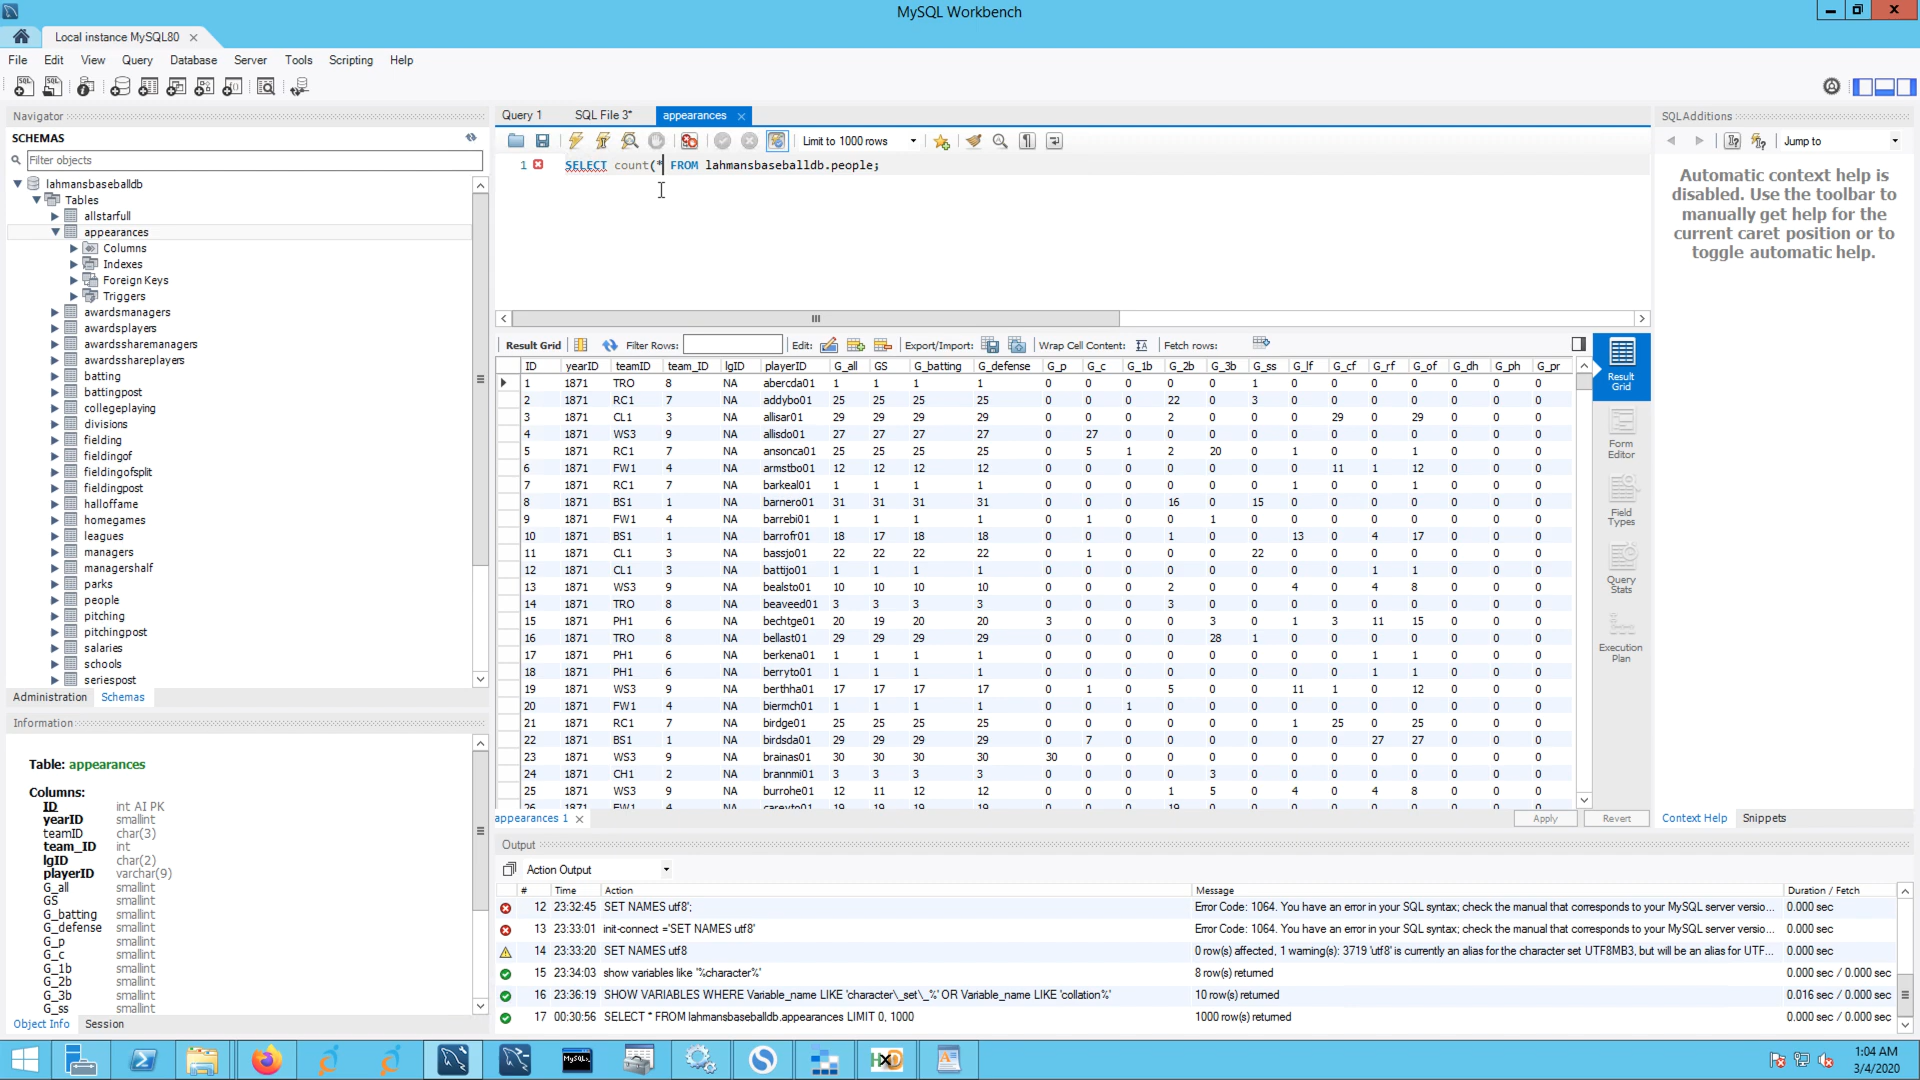 MySQL Workbench
Local instance MySQL80
File Edit View Query Database Server Tools Scripting Help
Navigator
SCHEMAS
Filter objects
lahmansbaseballdb
Tables
allstarfull
appearances
Columns
Indexes
Foreign Keys
Triggers
awardsmanagers
awardsplayers
awardssharemanagers
awardsshareplayers
batting
battingpost
collegeplaying
divisions
fielding
fieldingof
fieldingofsplit
fieldingpost
halloffame
homegames
leagues
managers
managershalf
parks
people
pitching
pitchingpost
salaries
schools
seriespost
Administration Schemas
Information
Table: appearances
Columns:
ID int AI PK
yearID smallint
teamID char(3)
team_ID int
lgID char(2)
playerID varchar(9)
G_all smallint
GS smallint
G_batting smallint
G_defense smallint
G_p smallint
G_c smallint
G_1b smallint
G_2b smallint
G_3b smallint
G_ss smallint
Object Info Session
Query 1 SQL File 3* appearances
Limit to 1000 rows
1 SELECT count(* FROM lahmansbaseballdb.people;
Result Grid Filter Rows: Edit: Export/Import: Wrap Cell Content: Fetch rows:
ID yearID teamID team_ID lgID playerID G_all GS G_batting G_defense G_p G_c G_1b G_2b G_3b G_ss G_lf G_cf G_rf G_of G_dh G_ph G_pr
1 1871 TRO 8 NA abercda01 1 1 1 1 0 0 0 0 0 1 0 0 0 0 0 0 0
2 1871 RC1 7 NA addybo01 25 25 25 25 0 0 0 22 0 3 0 0 0 0 0 0 0
3 1871 CL1 3 NA allisar01 29 29 29 29 0 0 0 2 0 0 0 29 0 29 0 0 0
4 1871 WS3 9 NA allisdo01 27 27 27 27 0 27 0 0 0 0 0 0 0 0 0 0 0
5 1871 RC1 7 NA ansonca01 25 25 25 25 0 5 1 2 20 0 1 0 0 1 0 0 0
6 1871 FW1 4 NA armstbo01 12 12 12 12 0 0 0 0 0 0 0 11 1 12 0 0 0
7 1871 RC1 7 NA barkeal01 1 1 1 1 0 0 0 0 0 0 1 0 0 1 0 0 0
8 1871 BS1 1 NA barnero01 31 31 31 31 0 0 0 16 0 15 0 0 0 0 0 0 0
9 1871 FW1 4 NA barrebi01 1 1 1 1 0 1 0 0 1 0 0 0 0 0 0 0 0
10 1871 BS1 1 NA barrofr01 18 17 18 18 0 0 0 1 0 0 13 0 4 17 0 0 0
11 1871 CL1 3 NA bassjo01 22 22 22 22 0 1 0 0 0 22 0 0 0 0 0 0 0
12 1871 CL1 3 NA battijo01 1 1 1 1 0 0 0 0 0 0 0 0 1 1 0 0 0
13 1871 WS3 9 NA bealsto01 10 10 10 10 0 0 0 2 0 0 4 0 4 8 0 0 0
14 1871 TRO 8 NA beaveed01 3 3 3 3 0 0 0 3 0 0 0 0 0 0 0 0 0
15 1871 PH1 6 NA bechtge01 20 19 20 20 3 0 0 0 3 0 1 3 11 15 0 0 0
16 1871 TRO 8 NA bellast01 29 29 29 29 0 0 0 0 28 1 0 0 0 0 0 0 0
17 1871 PH1 6 NA berkena01 1 1 1 1 0 0 0 0 0 0 0 0 1 1 0 0 0
18 1871 PH1 6 NA berryto01 1 1 1 1 0 0 0 0 0 0 0 0 1 1 0 0 0
19 1871 WS3 9 NA berthha01 17 17 17 17 0 1 0 5 0 0 11 1 0 12 0 0 0
20 1871 FW1 4 NA biermch01 1 1 1 1 0 0 1 0 0 0 0 0 0 0 0 0 0
21 1871 RC1 7 NA birdge01 25 25 25 25 0 0 0 0 0 0 1 25 0 25 0 0 0
22 1871 BS1 1 NA birdsda01 29 29 29 29 0 7 0 0 0 0 0 0 27 27 0 0 0
23 1871 WS3 9 NA brainas01 30 30 30 30 30 0 0 0 0 0 0 0 0 0 0 0 0
24 1871 CH1 2 NA brannmi01 3 3 3 3 0 0 0 0 3 0 0 0 0 0 0 0 0
25 1871 WS3 9 NA burrohe01 12 11 12 12 0 0 0 1 5 0 4 0 4 8 0 0 0
26 1871 FW1 4 NA careyto01 19 19 19 19 0 0 0 19 0 0 0 0 0 0 0 0 0
appearances 1 Apply Revert
Result Grid
Form Editor
Field Types
Query Stats
Execution Plan
SQLAdditions
Jump to
Automatic context help is
disabled. Use the toolbar to
manually get help for the
current caret position or to
toggle automatic help.
Context Help Snippets
Output
Action Output
# Time Action Message Duration / Fetch
12 23:32:45 SET NAMES utf8'; Error Code: 1064. You have an error in your SQL syntax; check the manual that corresponds to your MySQL server versio... 0.000 sec
13 23:33:01 init-connect ='SET NAMES utf8' Error Code: 1064. You have an error in your SQL syntax; check the manual that corresponds to your MySQL server versio... 0.000 sec
14 23:33:20 SET NAMES utf8 0 row(s) affected, 1 warning(s): 3719 'utf8' is currently an alias for the character set UTF8MB3, but will be an alias for UTF... 0.000 sec
15 23:34:03 show variables like '%character%' 8 row(s) returned 0.000 sec / 0.000 sec
16 23:36:19 SHOW VARIABLES WHERE Variable_name LIKE 'character\_set\_%' OR Variable_name LIKE 'collation%' 10 row(s) returned 0.016 sec / 0.000 sec
17 00:30:56 SELECT * FROM lahmansbaseballdb.appearances LIMIT 0, 1000 1000 row(s) returned 0.000 sec / 0.000 sec
1:04 AM
3/4/2020